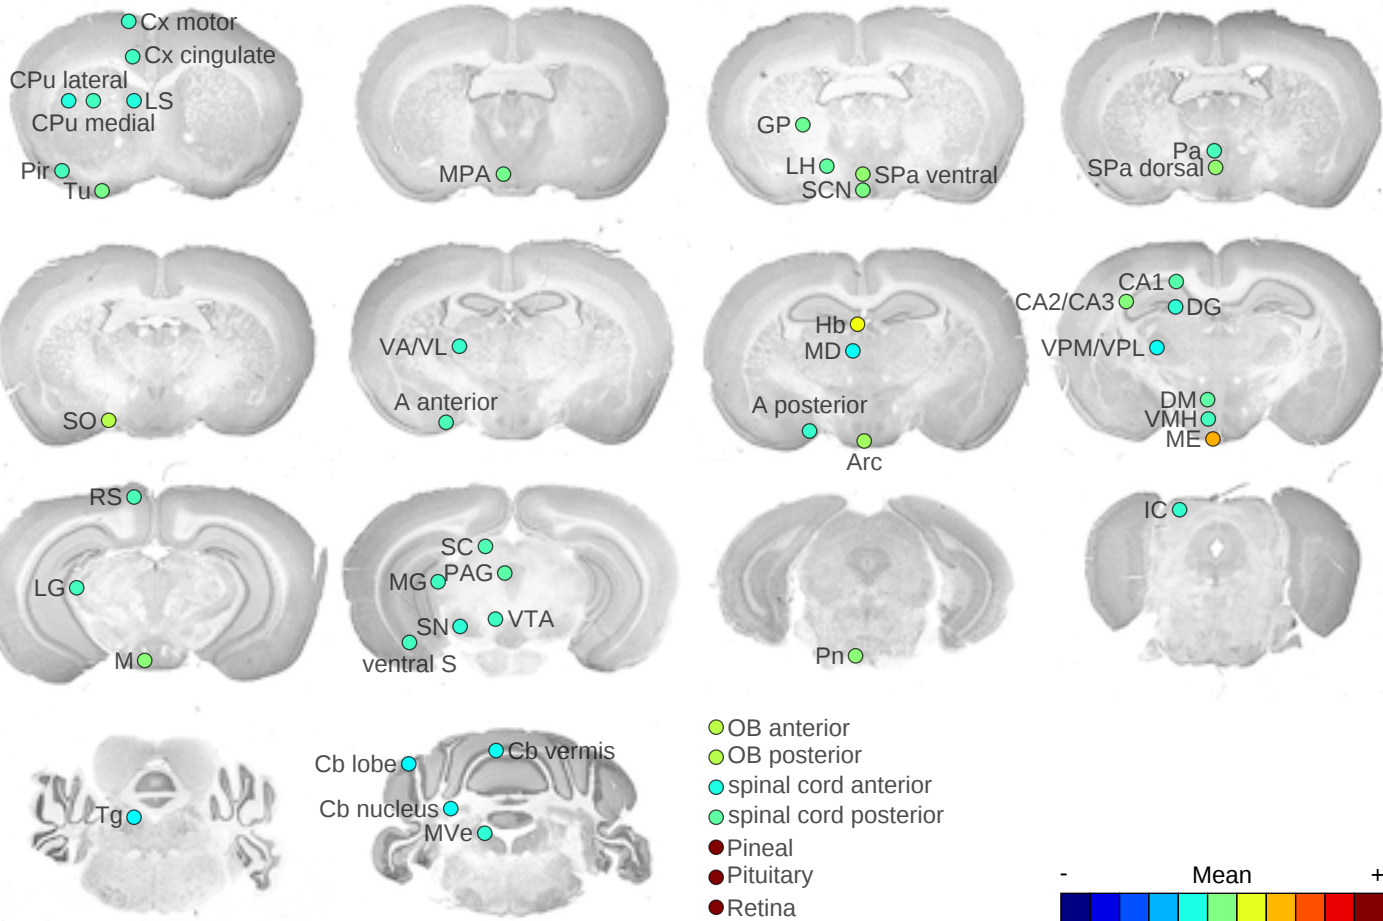 Cx motor
Cx cingulate
CPu lateral
LS
CPu medial
Pir
Tu
MPA
GP
LH
SPa ventral
SCN
Pa
SPa dorsal
SO
VA/VL
A anterior
Hb
MD
A posterior
Arc
CA1
CA2/CA3
DG
VPM/VPL
DM
VMH
ME
RS
LG
M
SC
PAG
MG
VTA
SN
ventral S
Pn
IC
Tg
Cb vermis
Cb lobe
Cb nucleus
MVe
OB anterior
OB posterior
spinal cord anterior
spinal cord posterior
Pineal
Pituitary
Retina
- Mean +